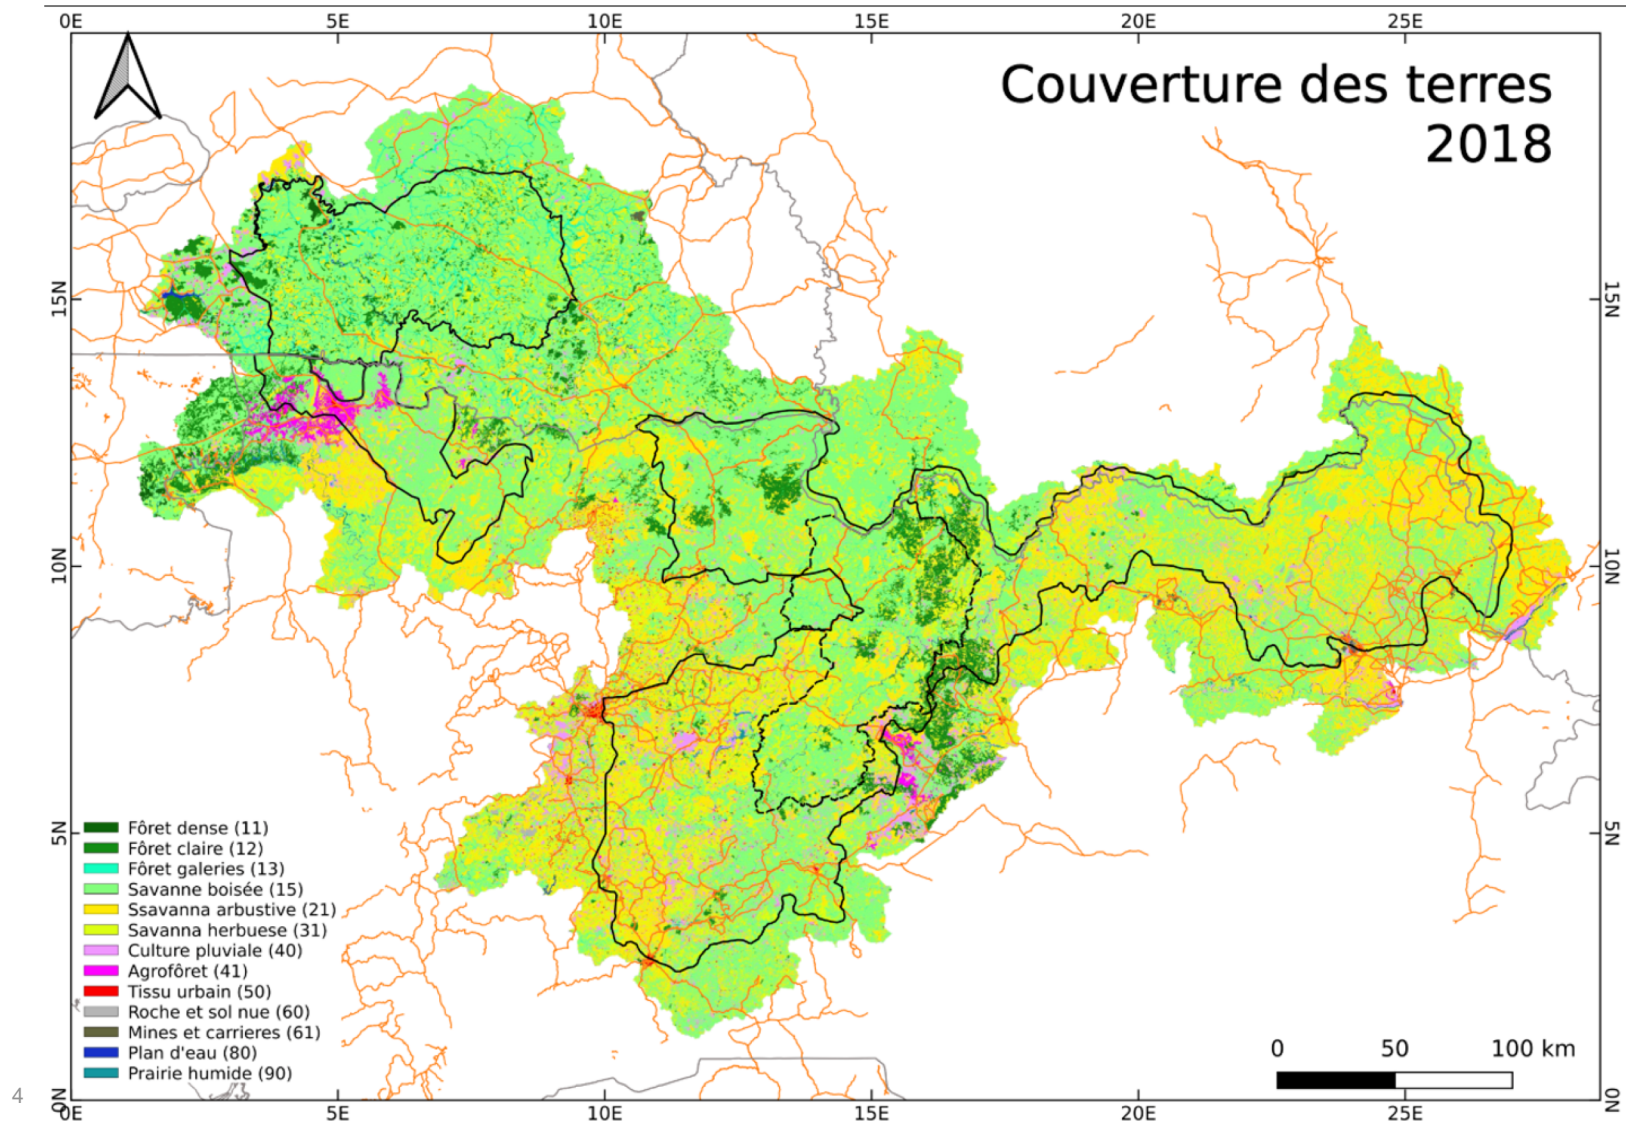 0E 5E 10E 15E 20E 25E
Couverture des terres
2018
15N 15N
10N 10N
5N 5N
Fôret dense (11)
Fôret claire (12)
Fôret galeries (13)
Savanne boisée (15)
Ssavanna arbustive (21)
Savanna herbuese (31)
Culture pluviale (40)
Agrofôret (41)
Tissu urbain (50)
Roche et sol nue (60)
Mines et carrieres (61)
Plan d'eau (80)
Prairie humide (90)
0 50 100 km
4
0N 0N
0E 5E 10E 15E 20E 25E